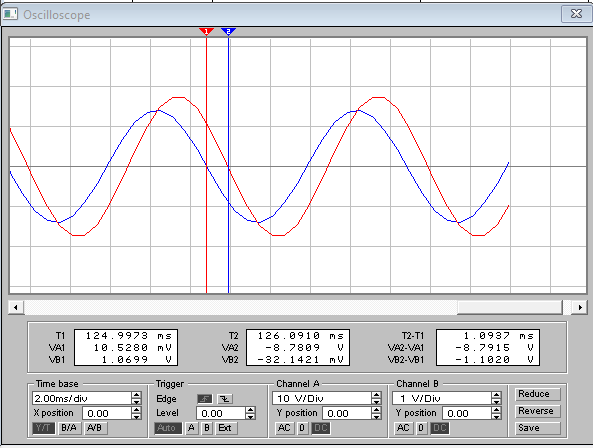 Oscilloscope
1 2
T1 124.9973 ms T2 126.0910 ms T2-T1 1.0937 ms
VA1 10.5280 mV VA2 -8.7809 V VA2-VA1 -8.7915 V
VB1 1.0699 V VB2 -32.1421 mV VB2-VB1 -1.1020 V
Time base Trigger Channel A Channel B
2.00ms/div Edge 10 V/Div 1 V/Div Reduce
X position 0.00 Level 0.00 Y position 0.00 Y position 0.00 Reverse
Y/T B/A A/B Auto A B Ext AC 0 DC AC 0 DC Save